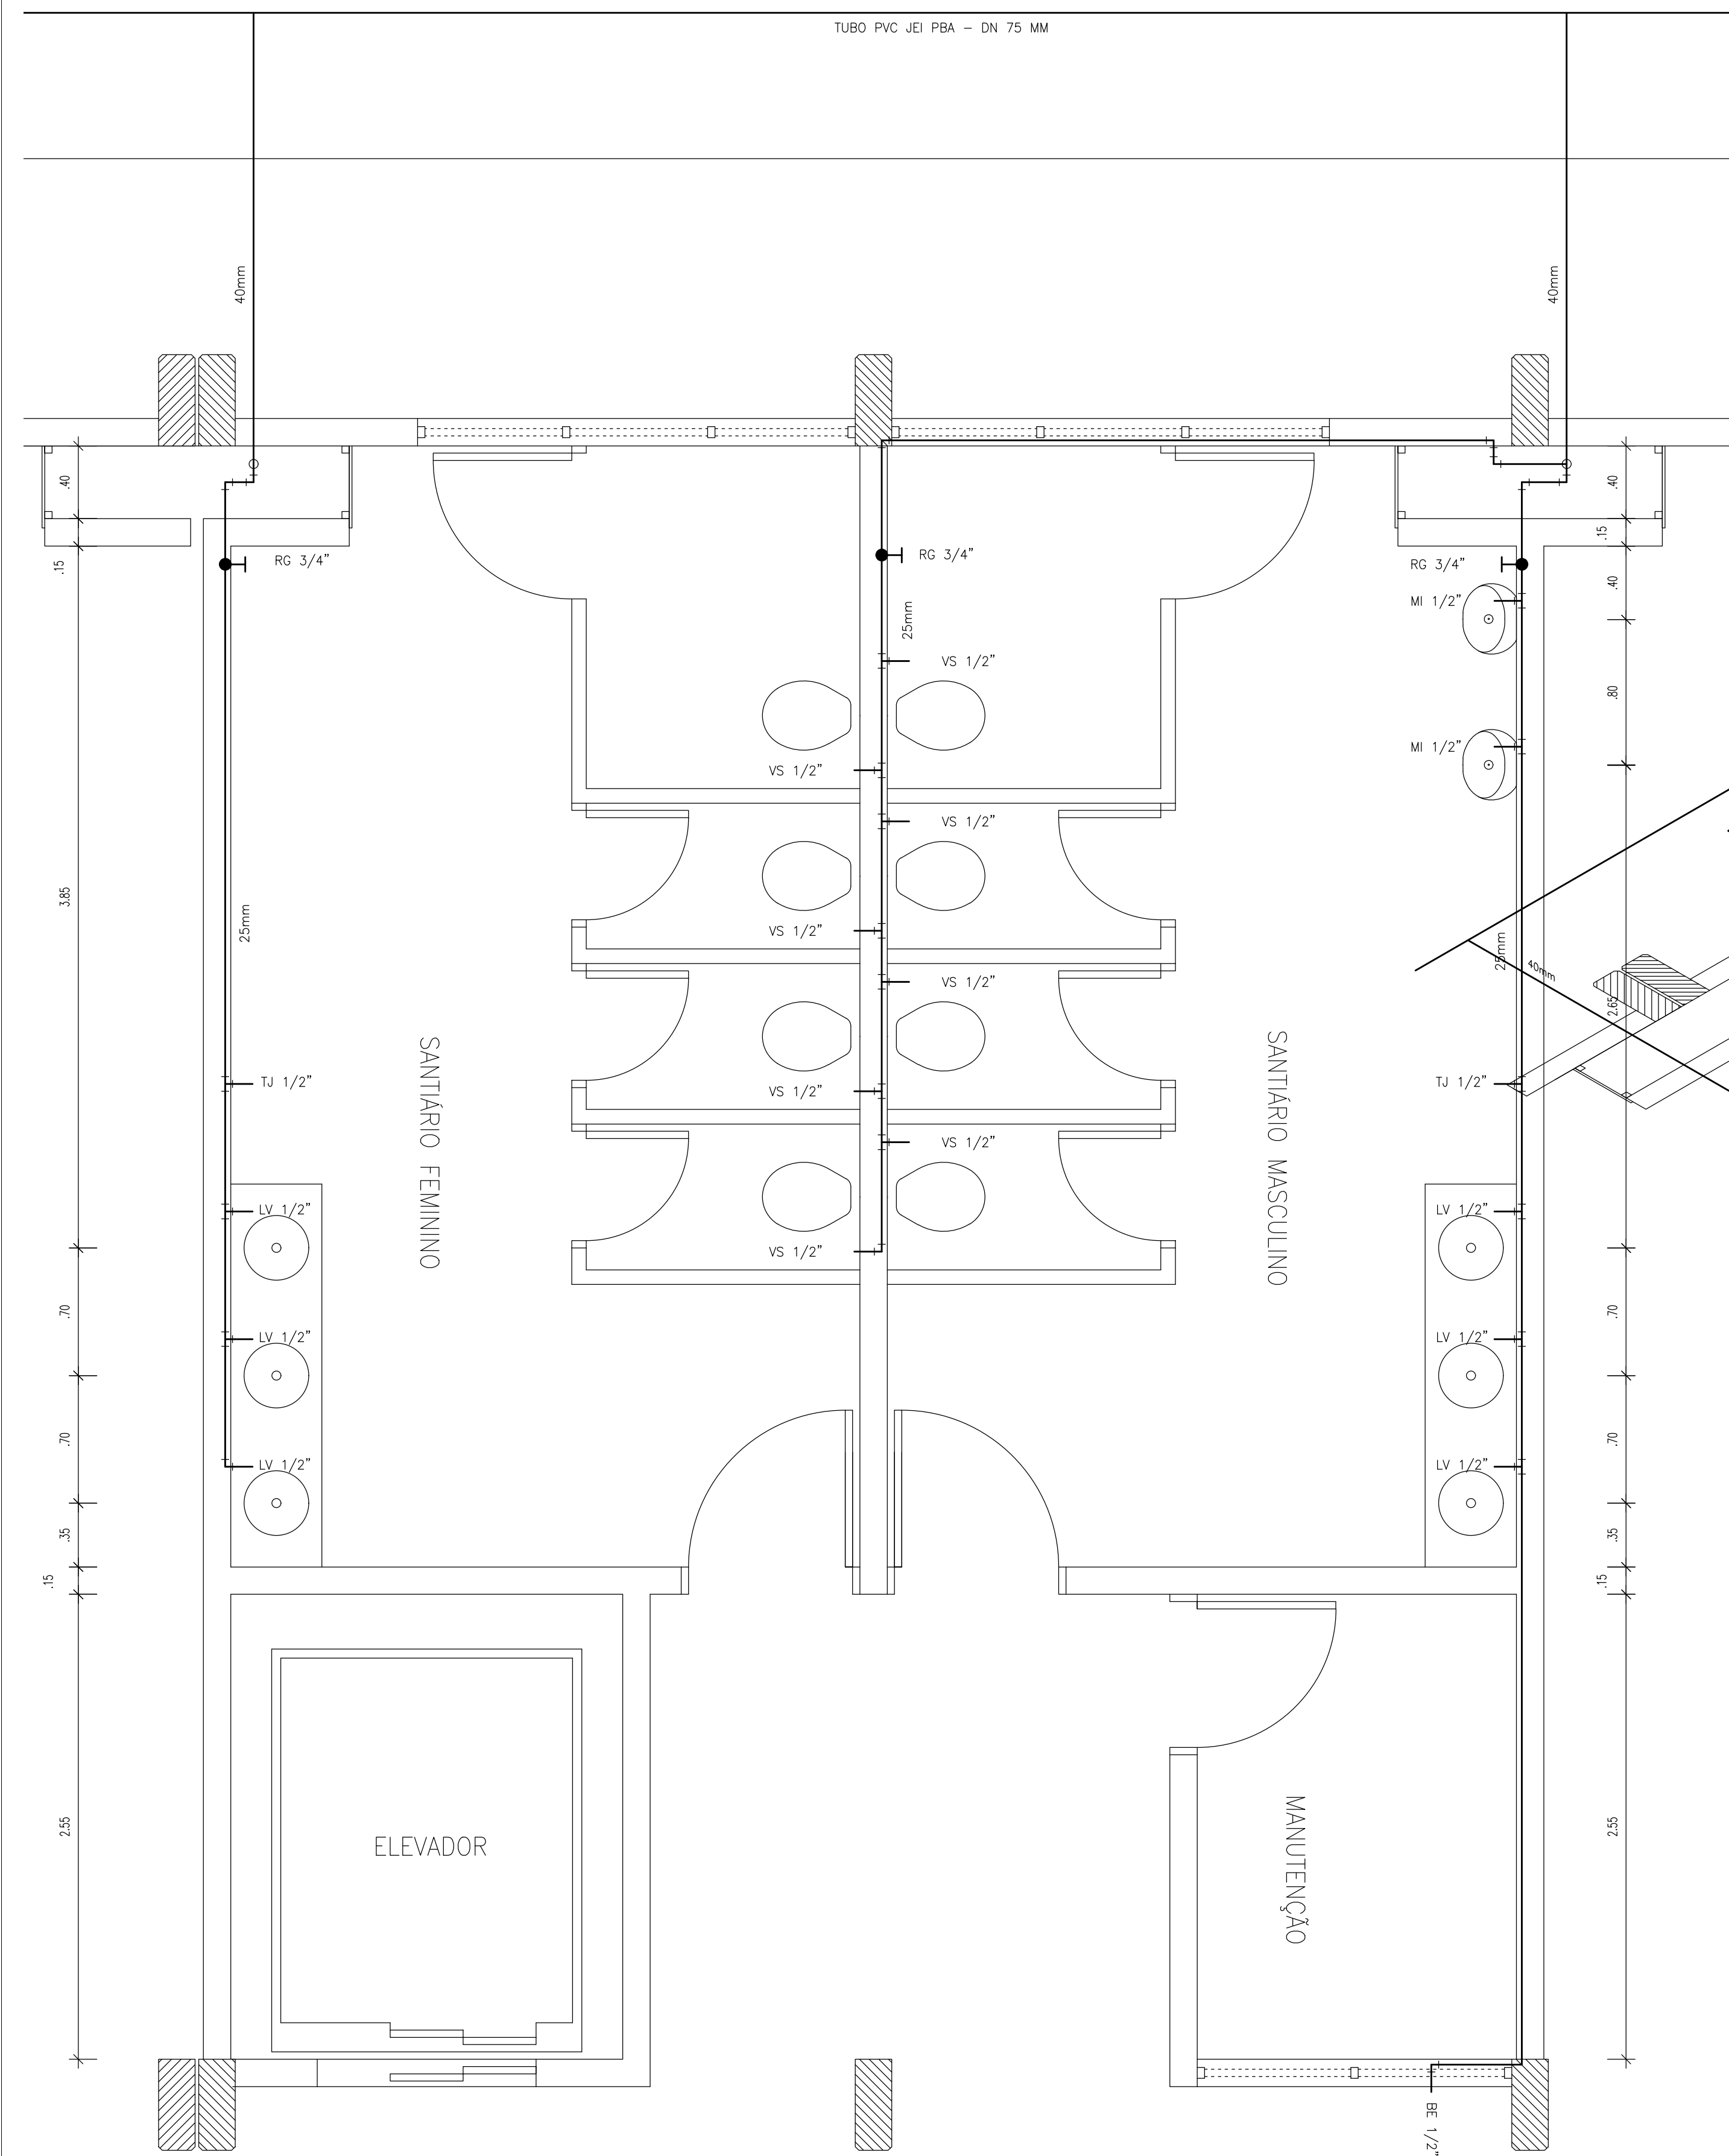 TUBO PVC JEI PBA – DN 75 MM
40mm
40mm
.40
.40
.15
.15
RG 3/4"
RG 3/4"
RG 3/4"
.40
MI 1/2"
25mm
VS 1/2"
.80
MI 1/2"
VS 1/2"
VS 1/2"
3.85
25mm
VS 1/2"
25mm
40mm
VS 1/2"
2.65
SANTIÁRIO FEMININO
SANTIÁRIO MASCULINO
TJ 1/2"
VS 1/2"
TJ 1/2"
VS 1/2"
LV 1/2"
LV 1/2"
VS 1/2"
.70
.70
LV 1/2"
LV 1/2"
.70
.70
LV 1/2"
LV 1/2"
.35
.35
.15
.15
2.55
2.55
ELEVADOR
MANUTENÇÃO
BE 1/2"